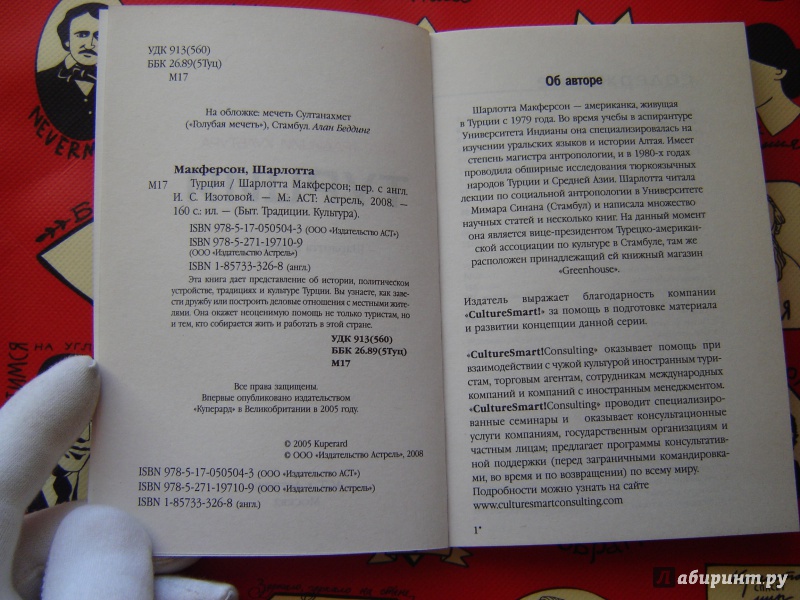 УДК 913(560)
ББК 26.89(5Туц)
М17
На обложке: мечеть Султанахмет
(«Голубая мечеть»), Стамбул. Алан Беддинг
Макферсон, Шарлотта
М17 Турция / Шарлотта Макферсон; пер. с англ.
И. С. Изотовой. — М.: АСТ: Астрель, 2008. —
160 с.: ил. — (Быт. Традиции. Культура).
ISBN 978-5-17-050504-3 (ООО «Издательство АСТ»)
ISBN 978-5-271-19710-9
(ООО «Издательство Астрель»)
ISBN 1-85733-326-8 (англ.)
Эта книга дает представление об истории, политическом
устройстве, традициях и культуре Турции. Вы узнаете, как заве-
сти дружбу или построить деловые отношения с местными жите-
лями. Она окажет неоценимую помощь не только туристам, но
и тем, кто собирается жить и работать в этой стране.
УДК 913(560)
ББК 26.89(5Туц)
М17
Все права защищены.
Впервые опубликовано издательством
«Куперард» в Великобритании в 2005 году.
© 2005 Kuperard
© ООО «Издательство Астрель», 2008
ISBN 978-5-17-050504-3 (ООО «Издательство АСТ»)
ISBN 978-5-271-19710-9 (ООО «Издательство Астрель»)
ISBN 1-85733-326-8 (англ.)
Об авторе
Шарлотта Макферсон — американка, живущая
в Турции с 1979 года. Во время учебы в аспирантуре
Университета Индианы она специализировалась на
изучении уральских языков и истории Алтая. Имеет
степень магистра антропологии, и в 1980-х годах
проводила обширные исследования тюркоязычных
народов Турции и Средней Азии. Шарлотта читала
лекции по социальной антропологии в Университете
Мимара Синана (Стамбул) и написала множество
научных статей и несколько книг. На данный момент
она является вице-президентом Турецко-американ-
ской ассоциации по культуре в Стамбуле, там же
расположен принадлежащий ей книжный магазин
«Greenhouse».
Издатель выражает благодарность компании
«CultureSmart!» за помощь в подготовке материала
и развитии концепции данной серии.
«CultureSmart!Consulting» оказывает помощь при
взаимодействии с чужой культурой иностранным тури-
стам, торговым агентам, сотрудникам международных
компаний и компаний с иностранным менеджментом.
«CultureSmart!Consulting» проводит специализиро-
ванные семинары и оказывает консультационные
услуги компаниям, государственным организациям и
частным лицам; предлагает программы консультатив-
ной поддержки (перед заграничными командировка-
ми, во время и по возвращении) по всему миру.
Подробности можно узнать на сайте
www.culturesmartconsulting.com
1*
NEVERM
НА УГЛ
абиринт.ру